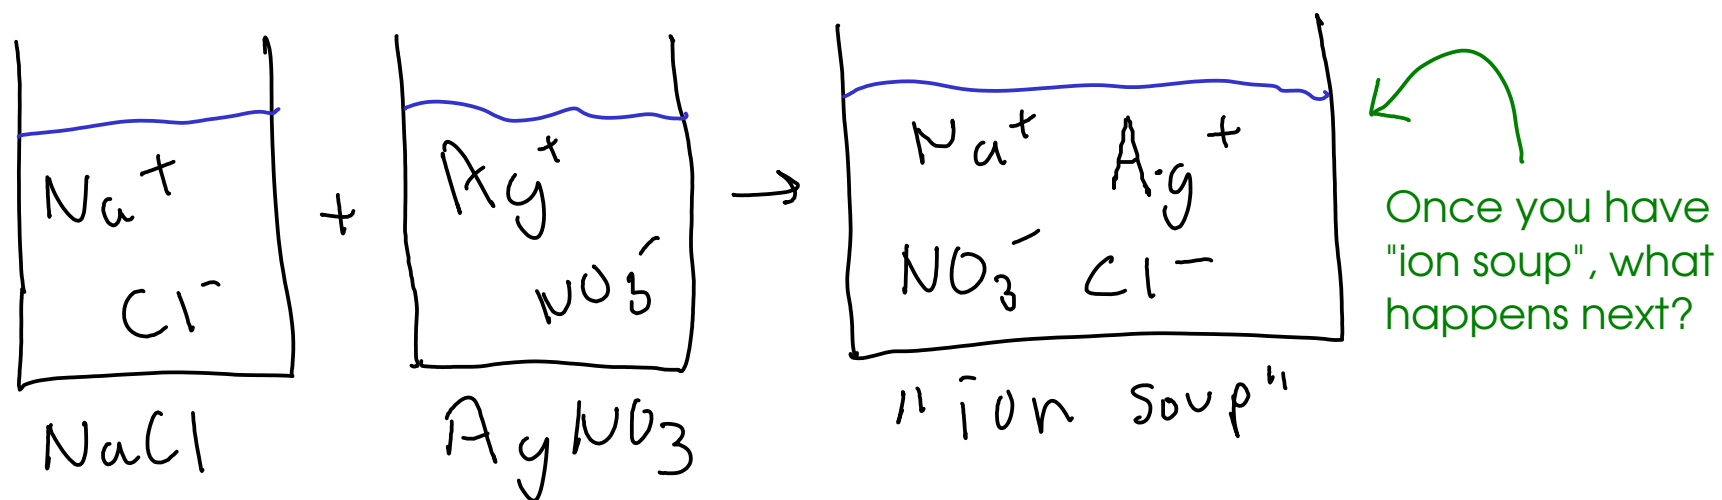 Na⁺
Cl⁻
NaCl
+
Ag⁺
NO₃⁻
AgNO₃
→
Na⁺ Ag⁺
NO₃⁻ Cl⁻
"ion soup"
Once you have
"ion soup", what
happens next?